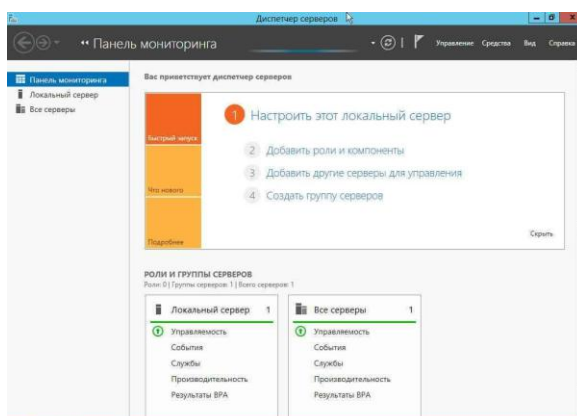 Диспетчер серверов
Панель мониторинга
Управление Средства Вид Справка
Панель мониторинга
Локальный сервер
Все серверы
Вас приветствует диспетчер серверов
Быстрый запуск
Что нового
Подробнее
1 Настроить этот локальный сервер
2 Добавить роли и компоненты
3 Добавить другие серверы для управления
4 Создать группу серверов
Скрыть
РОЛИ И ГРУППЫ СЕРВЕРОВ
Роли: 0 | Группы серверов: 1 | Всего серверов: 1
Локальный сервер 1
Управляемость
События
Службы
Производительность
Результаты BPA
Все серверы 1
Управляемость
События
Службы
Производительность
Результаты BPA